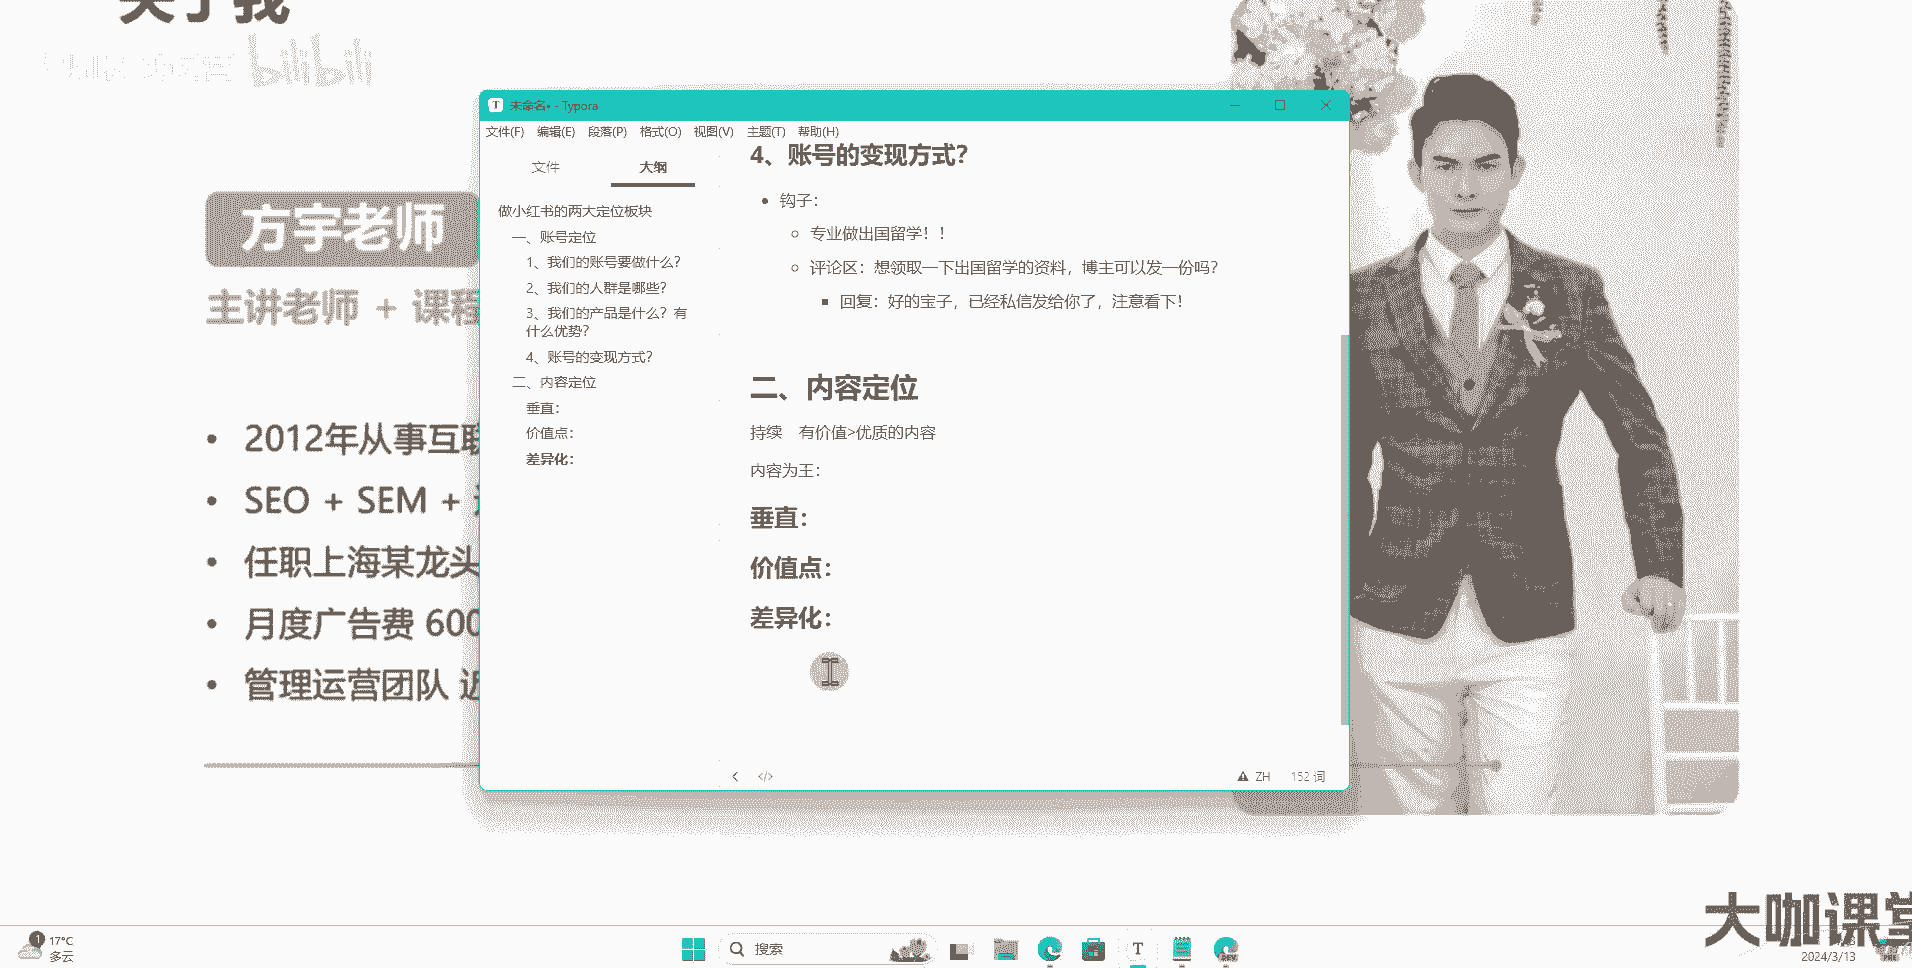 关于我
bilibili
方宇老师
主讲老师 + 课程
2012年从事互联
SEO + SEM +
任职上海某龙头
月度广告费 600
管理运营团队 近
未命名• - Typora
文件(F) 编辑(E) 段落(P) 格式(O) 视图(V) 主题(T) 帮助(H)
文件 大纲
做小红书的两大定位板块
一、账号定位
1、我们的账号要做什么？
2、我们的人群是哪些？
3、我们的产品是什么？有
什么优势？
4、账号的变现方式？
二、内容定位
垂直：
价值点：
差异化：
4、账号的变现方式？
钩子：
专业做出国留学！！
评论区：想领取一下出国留学的资料，博主可以发一份吗？
回复：好的宝子，已经私信发给你了，注意看下！
二、内容定位
持续 有价值>优质的内容
内容为王：
垂直：
价值点：
差异化：
ZH 152 词
大咖课堂
1
17°C
多云
搜索
T
DEV
2024/3/13
PRE